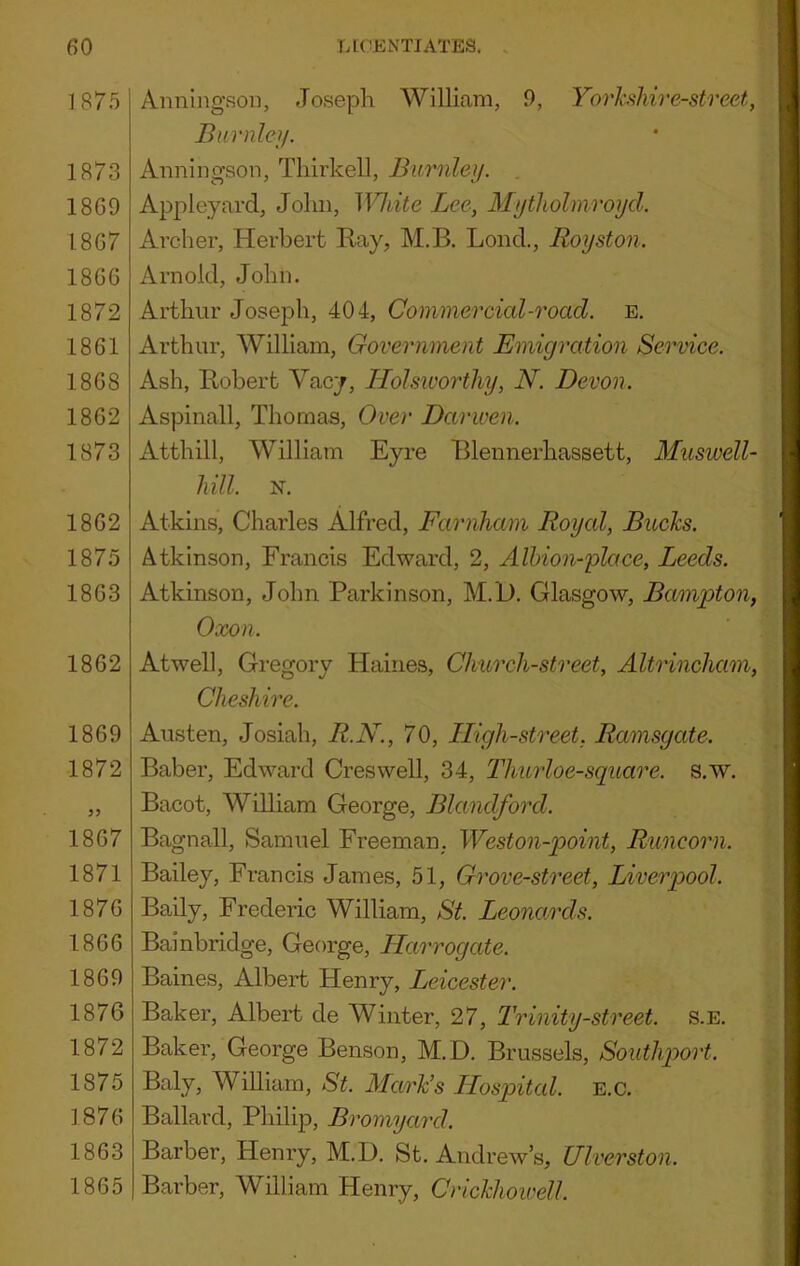 60 LICENTIATES.
1875 Anningson, Joseph William, 9, Yorkshire-street,
Burnley.
1873 Anningson, Thirkell, Burnley.
1869 Appleyard, John, White Lee, Mytholmroyd.
1867 Archer, Herbert Ray, M.B. Lond., Royston.
1866 Arnold, John.
1872 Arthur Joseph, 404, Commercial-road. E.
1861 Arthur, William, Government Emigration Service.
1868 Ash, Robert Vacy, Holsworthy, N. Devon.
1862 Aspinall, Thomas, Over Darwen.
1873 Atthill, William Eyre Blennerhassett, Muswell-
hill. N.
1862 Atkins, Charles Alfred, Farnham Royal, Bucks.
1875 Atkinson, Francis Edward, 2, Albion-place, Leeds.
1863 Atkinson, John Parkinson, M.D. Glasgow, Bampton,
Oxon.
1862 Atwell, Gregory Haines, Church-street, Altrincham,
Cheshire.
1869 Austen, Josiah, R.N., 70, High-street, Ramsgate.
1872 Baber, Edward Creswell, 34, Thurloe-square. S.W.
„ Bacot, William George, Blandford.
1867 Bagnall, Samuel Freeman, Weston-point, Runcorn.
1871 Bailey, Francis James, 51, Grove-street, Liverpool.
1876 Baily, Frederic William, St. Leonards.
1866 Bainbridge, George, Harrogate.
1869 Baines, Albert Henry, Leicester.
1876 Baker, Albert de Winter, 27, Trinity-street. S.E.
1872 Baker, George Benson, M.D. Brussels, Southport.
1875 Baly, William, St. Mark's Hospital. E.C.
1876 Ballard, Philip, Bromyard.
1863 Barber, Henry, M.D. St. Andrew's, Ulverston.
1865 Barber, William Henry, Crickhowell.